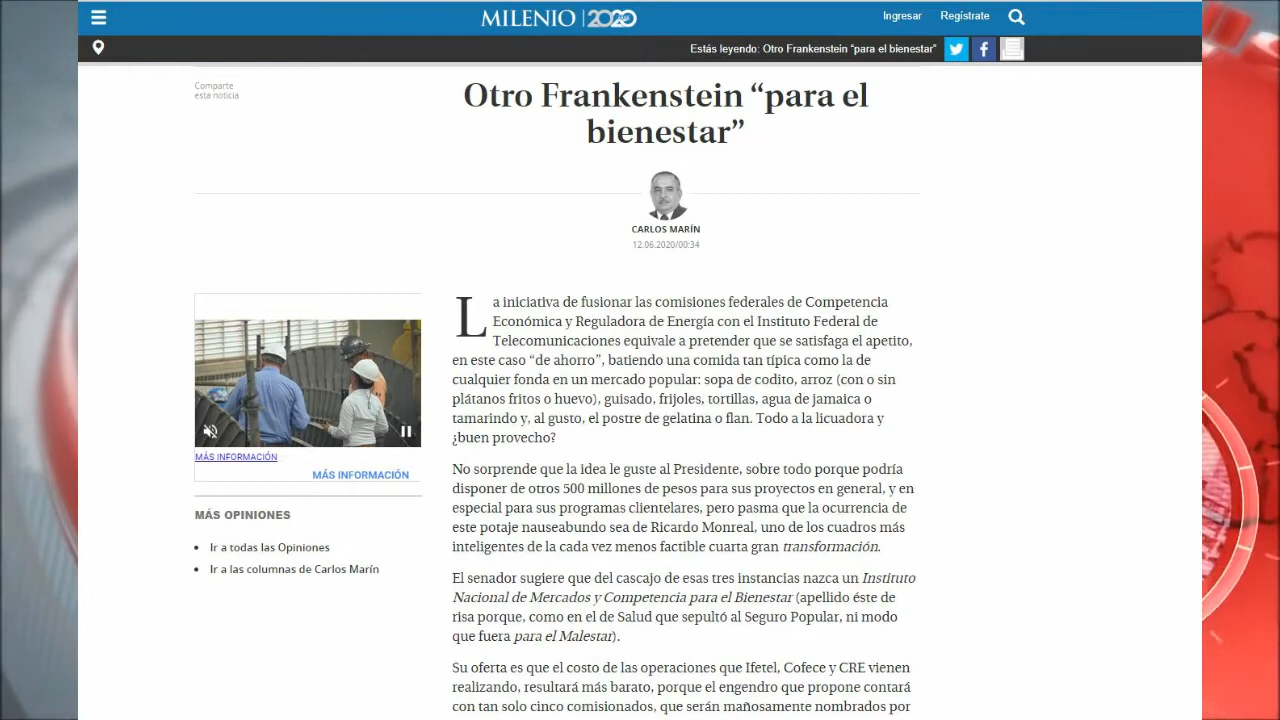 MILENIO 2020
Ingresar Regístrate
Estás leyendo: Otro Frankenstein “para el bienestar”
Comparte
esta noticia
Otro Frankenstein “para el
bienestar”
CARLOS MARÍN
12.06.2020/00:34
MÁS INFORMACIÓN
MÁS INFORMACIÓN
MÁS OPINIONES
Ir a todas las Opiniones
Ir a las columnas de Carlos Marín
La iniciativa de fusionar las comisiones federales de Competencia
Económica y Reguladora de Energía con el Instituto Federal de
Telecomunicaciones equivale a pretender que se satisfaga el apetito,
en este caso “de ahorro”, batiendo una comida tan típica como la de
cualquier fonda en un mercado popular: sopa de codito, arroz (con o sin
plátanos fritos o huevo), guisado, frijoles, tortillas, agua de jamaica o
tamarindo y, al gusto, el postre de gelatina o flan. Todo a la licuadora y
¿buen provecho?
No sorprende que la idea le guste al Presidente, sobre todo porque podría
disponer de otros 500 millones de pesos para sus proyectos en general, y en
especial para sus programas clientelares, pero pasma que la ocurrencia de
este potaje nauseabundo sea de Ricardo Monreal, uno de los cuadros más
inteligentes de la cada vez menos factible cuarta gran transformación.
El senador sugiere que del cascajo de esas tres instancias nazca un Instituto
Nacional de Mercados y Competencia para el Bienestar (apellido éste de
risa porque, como en el de Salud que sepultó al Seguro Popular, ni modo
que fuera para el Malestar).
Su oferta es que el costo de las operaciones que Ifetel, Cofece y CRE vienen
realizando, resultará más barato, porque el engendro que propone contará
con tan solo cinco comisionados, que serán mañosamente nombrados por